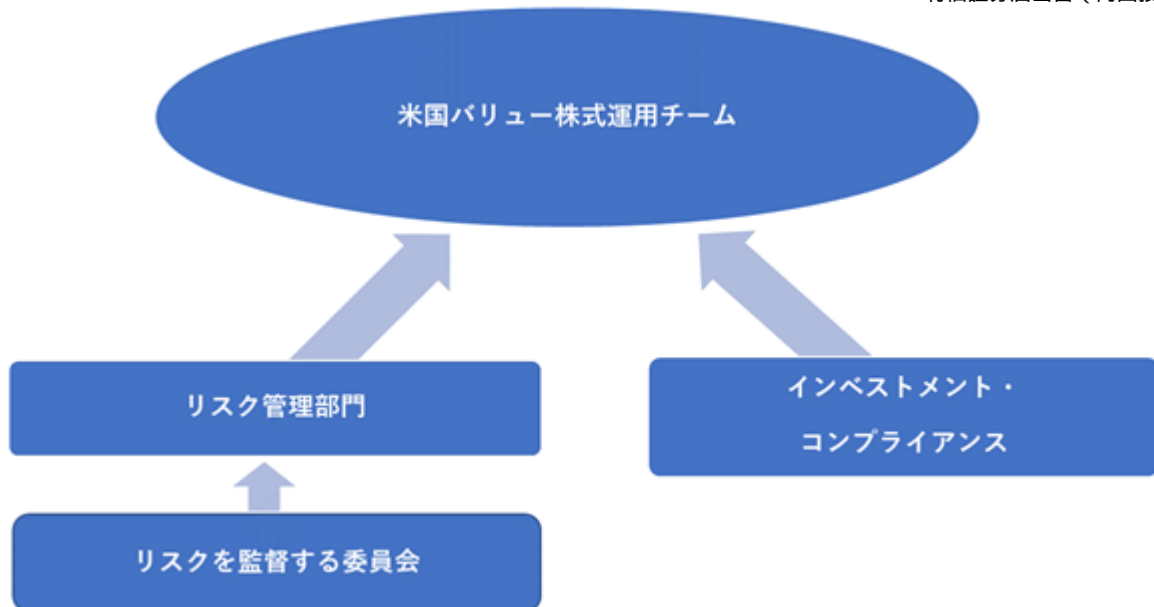 米国バリュー株式運用チーム
リスク管理部門
インベストメント・
コンプライアンス
リスクを監督する委員会